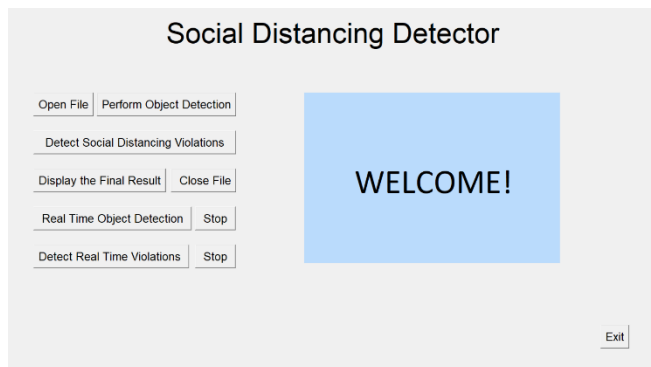 Social Distancing Detector
Open File Perform Object Detection
Detect Social Distancing Violations
Display the Final Result Close File
Real Time Object Detection Stop
Detect Real Time Violations Stop
WELCOME!
Exit